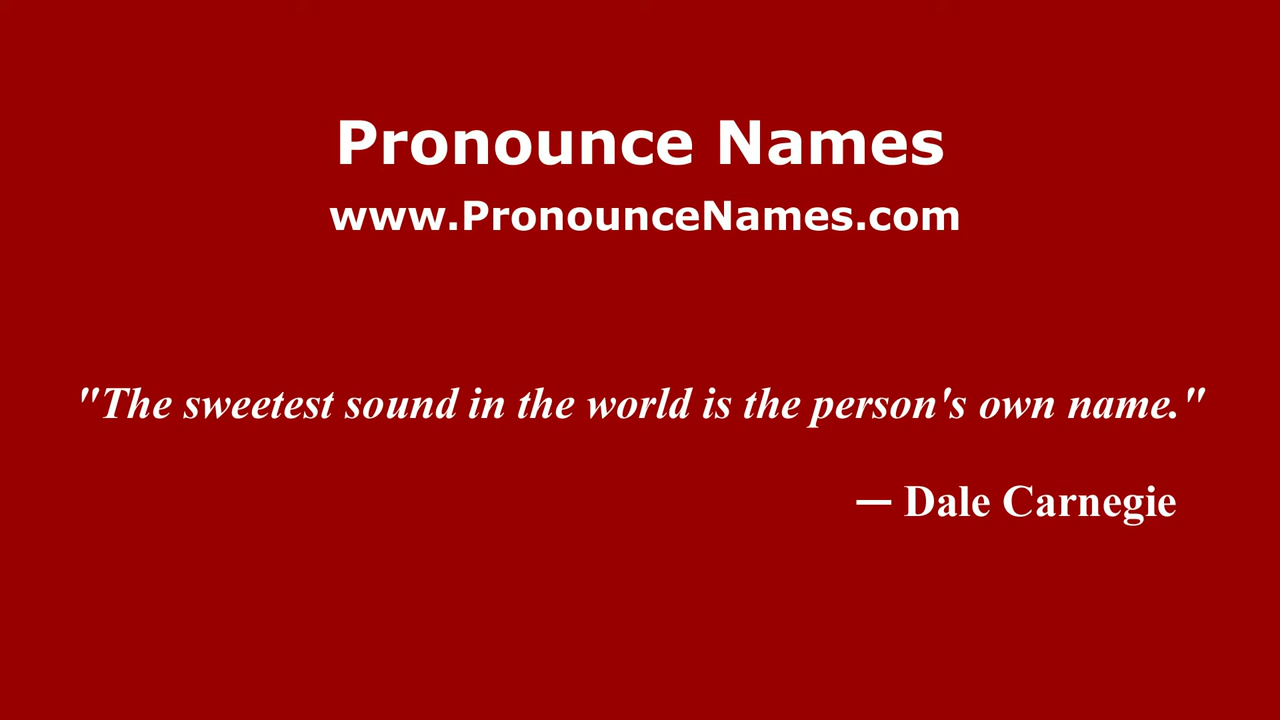 Pronounce Names
www.PronounceNames.com
"The sweetest sound in the world is the person's own name."
— Dale Carnegie